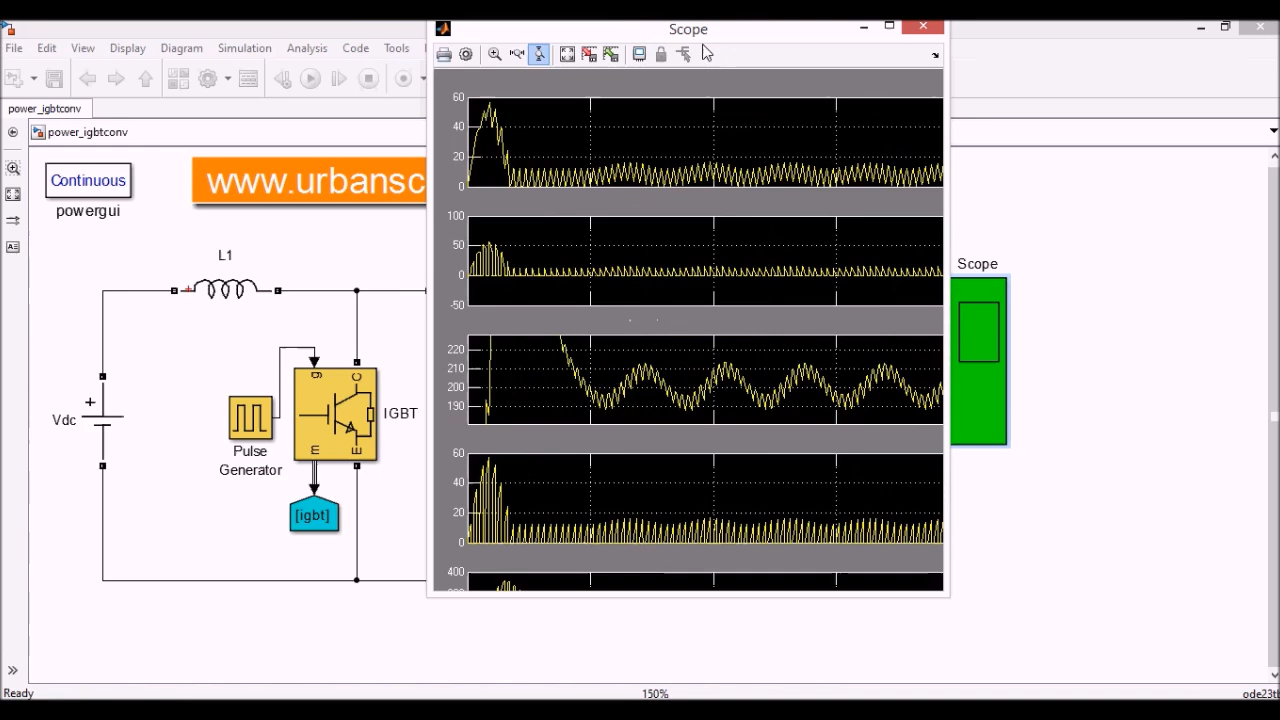 Scope
File Edit View Display Diagram Simulation Analysis Code Tools
power_igbtconv
power_igbtconv
Continuous
powergui
www.urbansc
L1
Vdc
+
Pulse
Generator
g
C
m
E
IGBT
[igbt]
60
40
20
0
100
50
0
-50
220
210
200
190
60
40
20
0
400
Scope
Ready
150%
ode23tb